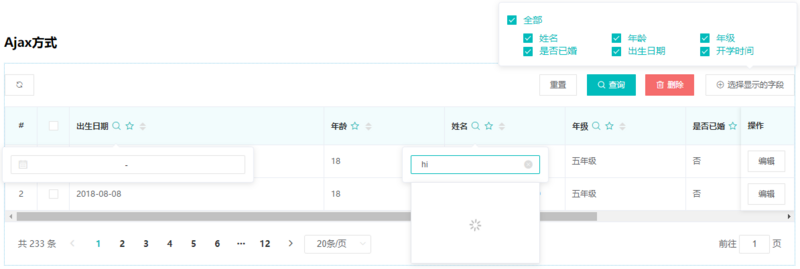 全部
姓名 年龄 年级
是否已婚 出生日期 开学时间
Ajax方式
重置 查询 删除 选择显示的字段
# 出生日期 年龄 姓名 年级 是否已婚 操作
- 18 hi 五年级 否 编辑
2 2018-08-08 18 五年级 否 编辑
共 233 条 1 2 3 4 5 6 ••• 12 20条/页 前往 1 页